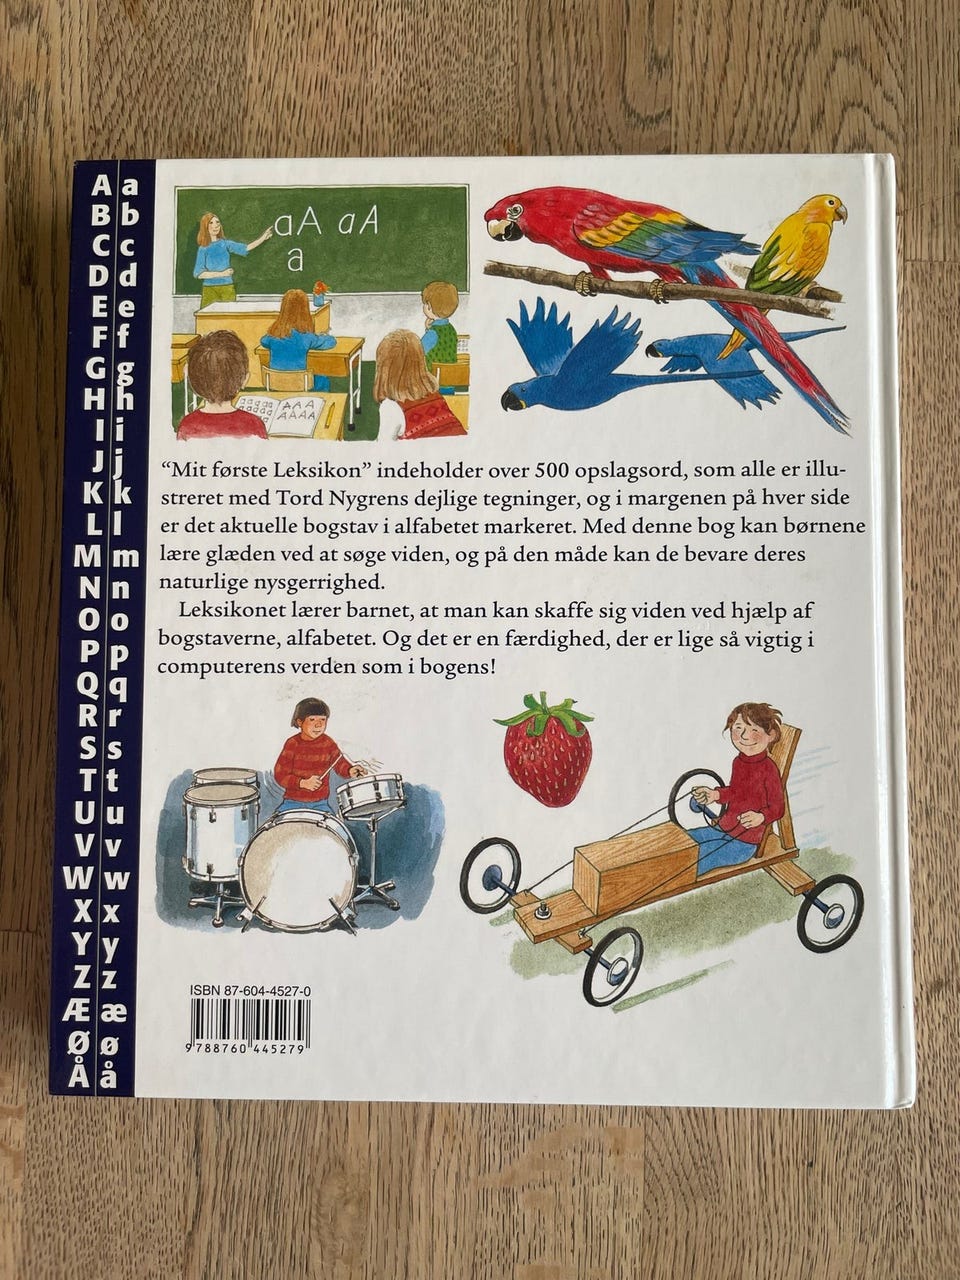 A a
B b
C c
D d
E e
F f
G g
H h
I i
J j
K k
L l
M m
N n
O o
P p
Q q
R r
S s
T t
U u
V v
W w
X x
Y y
Z z
Æ æ
Ø ø
Å å
aA aA
a
"Mit første Leksikon" indeholder over 500 opslagsord, som alle er illu-
streret med Tord Nygrens dejlige tegninger, og i margenen på hver side
er det aktuelle bogstav i alfabetet markeret. Med denne bog kan børnene
lære glæden ved at søge viden, og på den måde kan de bevare deres
naturlige nysgerrighed.
Leksikonet lærer barnet, at man kan skaffe sig viden ved hjælp af
bogstaverne, alfabetet. Og det er en færdighed, der er lige så vigtig i
computerens verden som i bogens!
ISBN 87-604-4527-0
9 788760 445279